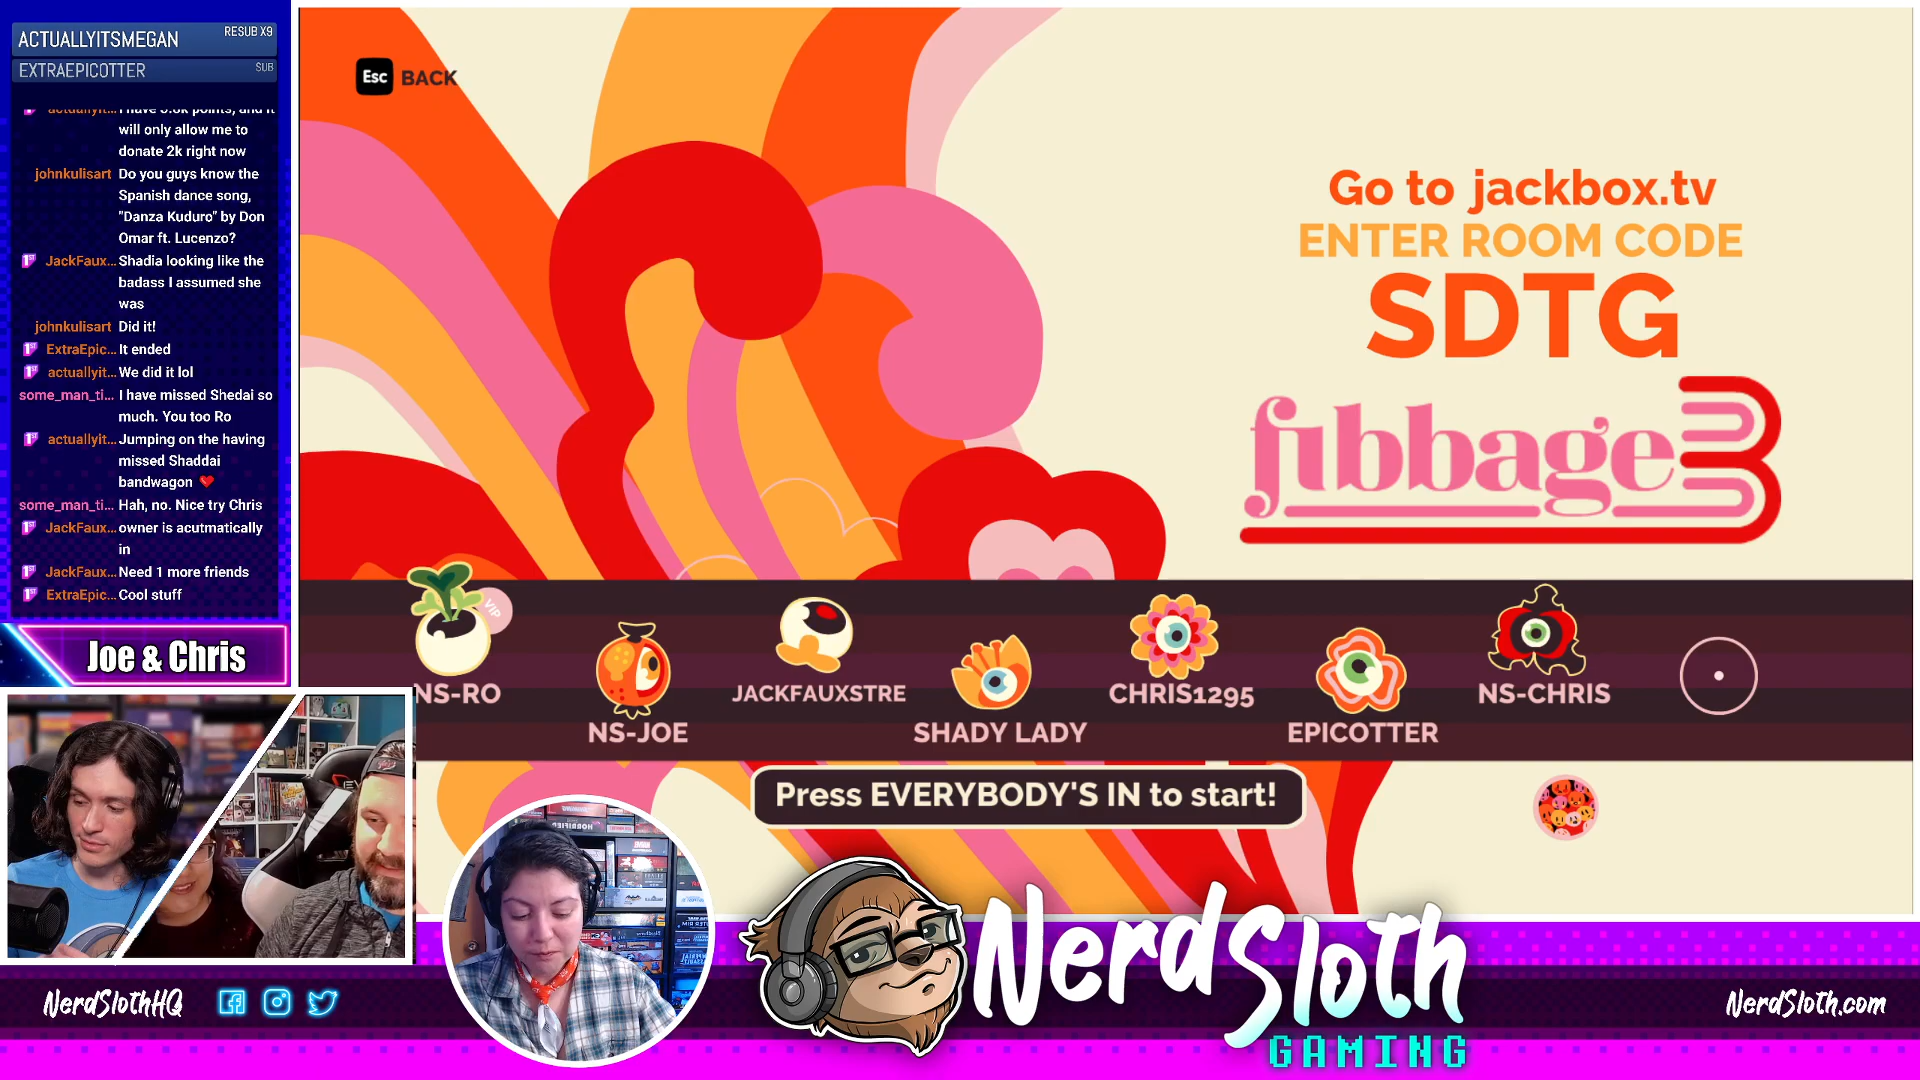 ACTUALLYITSMEGAN RESUB X9
EXTRAEPICOTTER SUB
will only allow me to
donate 2k right now
johnkulisart Do you guys know the
Spanish dance song,
"Danza Kuduro" by Don
Omar ft. Lucenzo?
JackFaux... Shadia looking like the
badass I assumed she
was
johnkulisart Did it!
ExtraEpic... It ended
actuallyit... We did it lol
some_man_ti... I have missed Shedai so
much. You too Ro
actuallyit... Jumping on the having
missed Shaddai
bandwagon
some_man_ti... Hah, no. Nice try Chris
JackFaux... owner is acutmatically
in
JackFaux... Need 1 more friends
ExtraEpic... Cool stuff
Joe & Chris
Esc BACK
Go to jackbox.tv
ENTER ROOM CODE
SDTG
fibbage 3
VIP
NS-RO
NS-JOE
JACKFAUXSTRE
SHADY LADY
CHRIS1295
EPICOTTER
NS-CHRIS
Press EVERYBODY'S IN to start!
NerdSlothHQ
NerdSloth
GAMING
NerdSloth.com